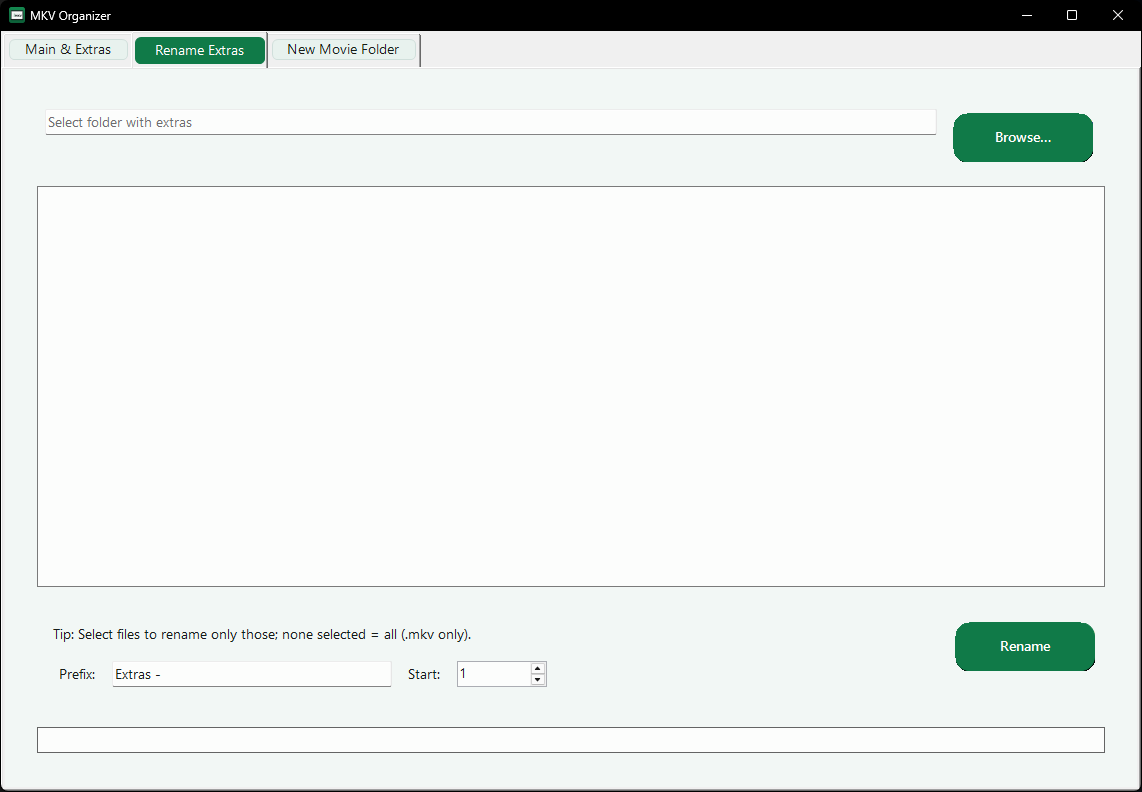 MKV Organizer
Main & Extras
Rename Extras
New Movie Folder
Select folder with extras
Browse...
Tip: Select files to rename only those; none selected = all (.mkv only).
Rename
Prefix:
Extras -
Start:
1